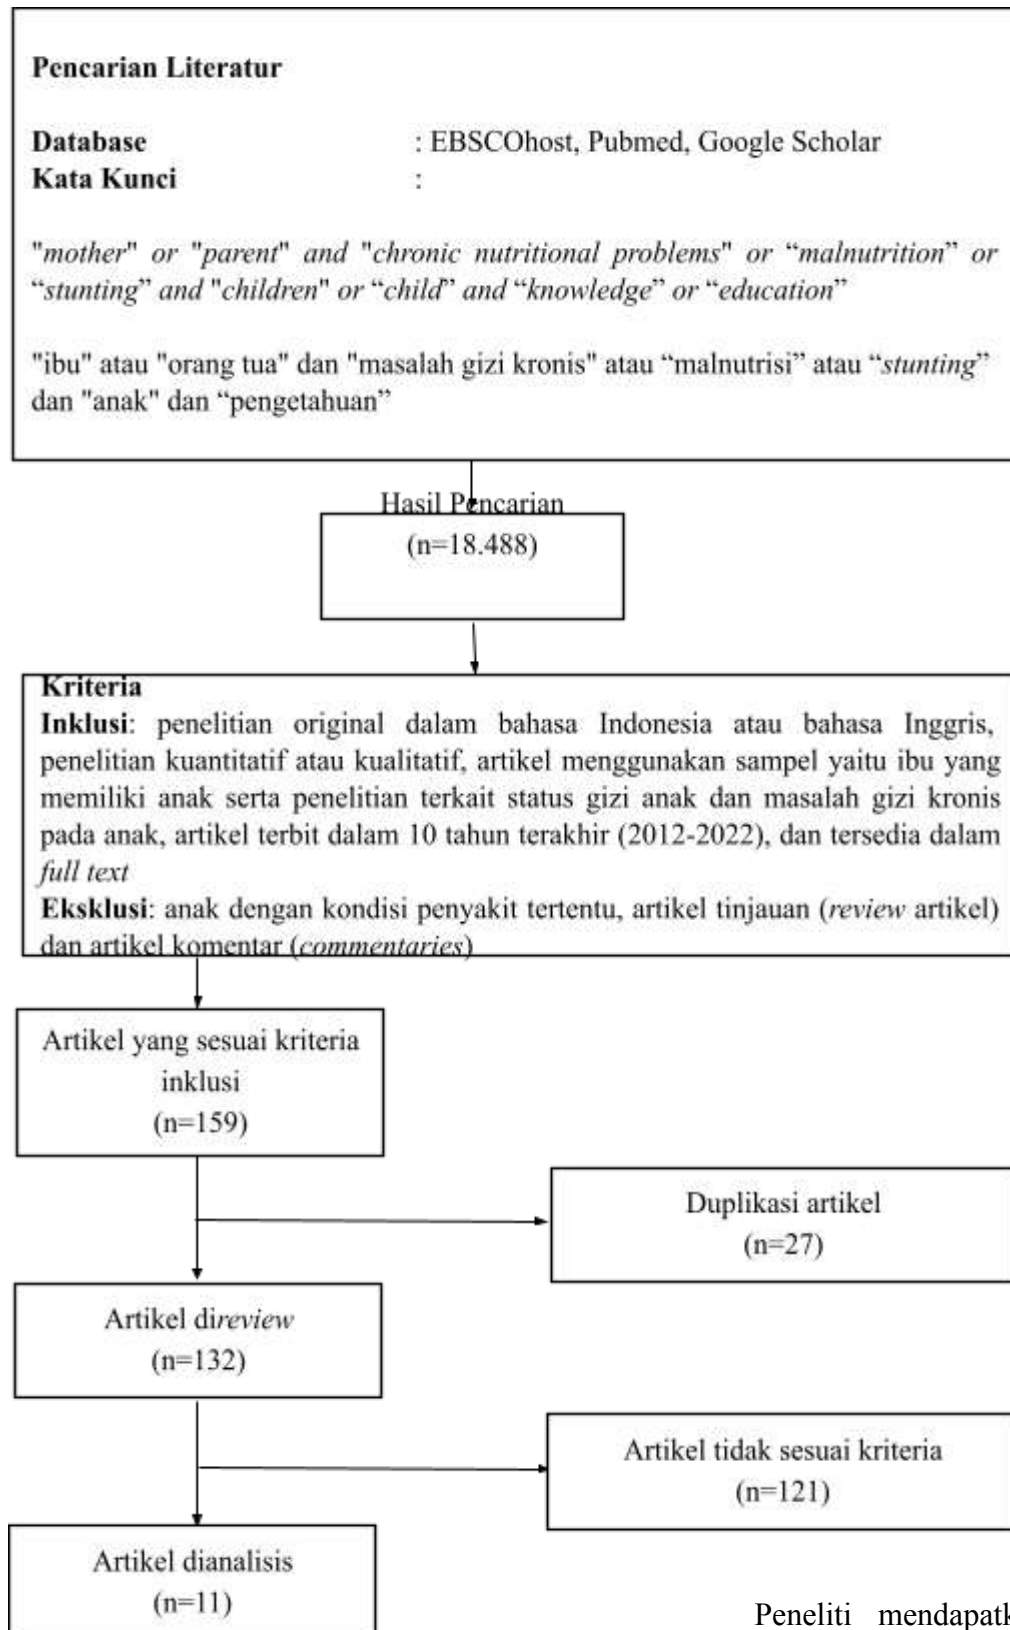 Pencarian Literatur
Database : EBSCOhost, Pubmed, Google Scholar
Kata Kunci :
"mother" or "parent" and "chronic nutritional problems" or “malnutrition” or
“stunting” and "children" or “child” and “knowledge” or “education”
"ibu" atau "orang tua" dan "masalah gizi kronis" atau “malnutrisi” atau “stunting”
dan "anak" dan “pengetahuan”
Hasil Pencarian
(n=18.488)
Kriteria
Inklusi: penelitian original dalam bahasa Indonesia atau bahasa Inggris,
penelitian kuantitatif atau kualitatif, artikel menggunakan sampel yaitu ibu yang
memiliki anak serta penelitian terkait status gizi anak dan masalah gizi kronis
pada anak, artikel terbit dalam 10 tahun terakhir (2012-2022), dan tersedia dalam
full text
Eksklusi: anak dengan kondisi penyakit tertentu, artikel tinjauan (review artikel)
dan artikel komentar (commentaries)
Artikel yang sesuai kriteria
inklusi
(n=159)
Duplikasi artikel
(n=27)
Artikel direview
(n=132)
Artikel tidak sesuai kriteria
(n=121)
Artikel dianalisis
(n=11)
Peneliti mendapatk